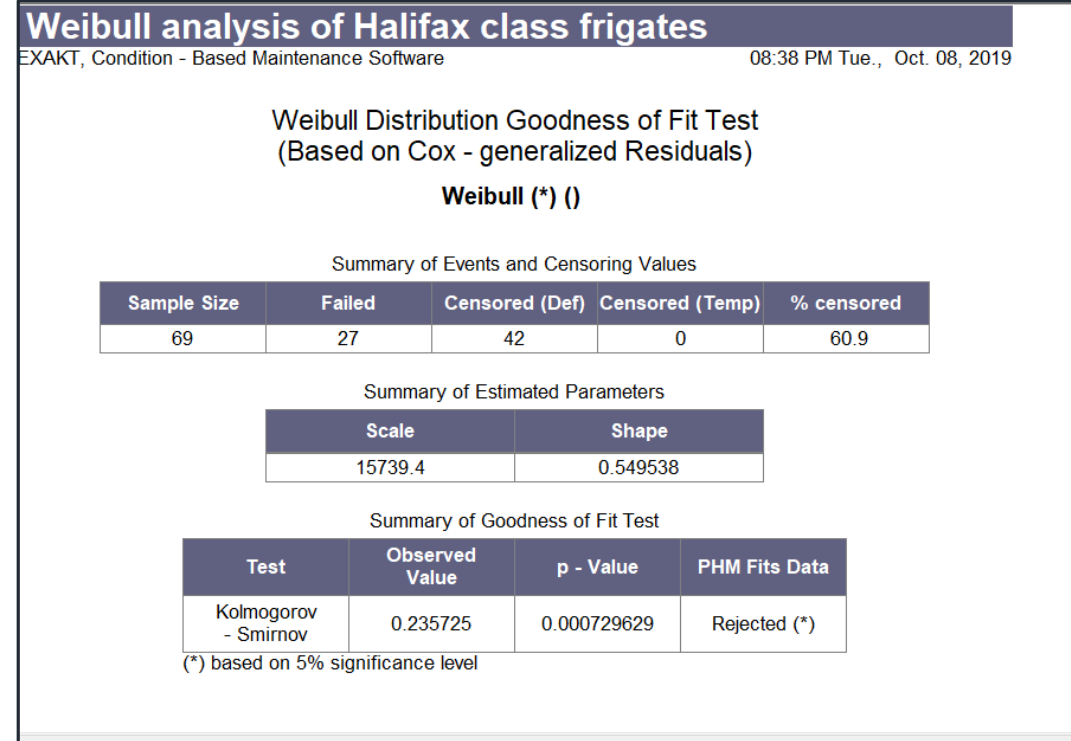 Weibull analysis of Halifax class frigates
EXAKT, Condition - Based Maintenance Software 08:38 PM Tue., Oct. 08, 2019
Weibull Distribution Goodness of Fit Test
(Based on Cox - generalized Residuals)
Weibull (*) ()
Summary of Events and Censoring Values
Sample Size Failed Censored (Def) Censored (Temp) % censored
69 27 42 0 60.9
Summary of Estimated Parameters
Scale Shape
15739.4 0.549538
Summary of Goodness of Fit Test
Test Observed Value p - Value PHM Fits Data
Kolmogorov - Smirnov 0.235725 0.000729629 Rejected (*)
(*) based on 5% significance level